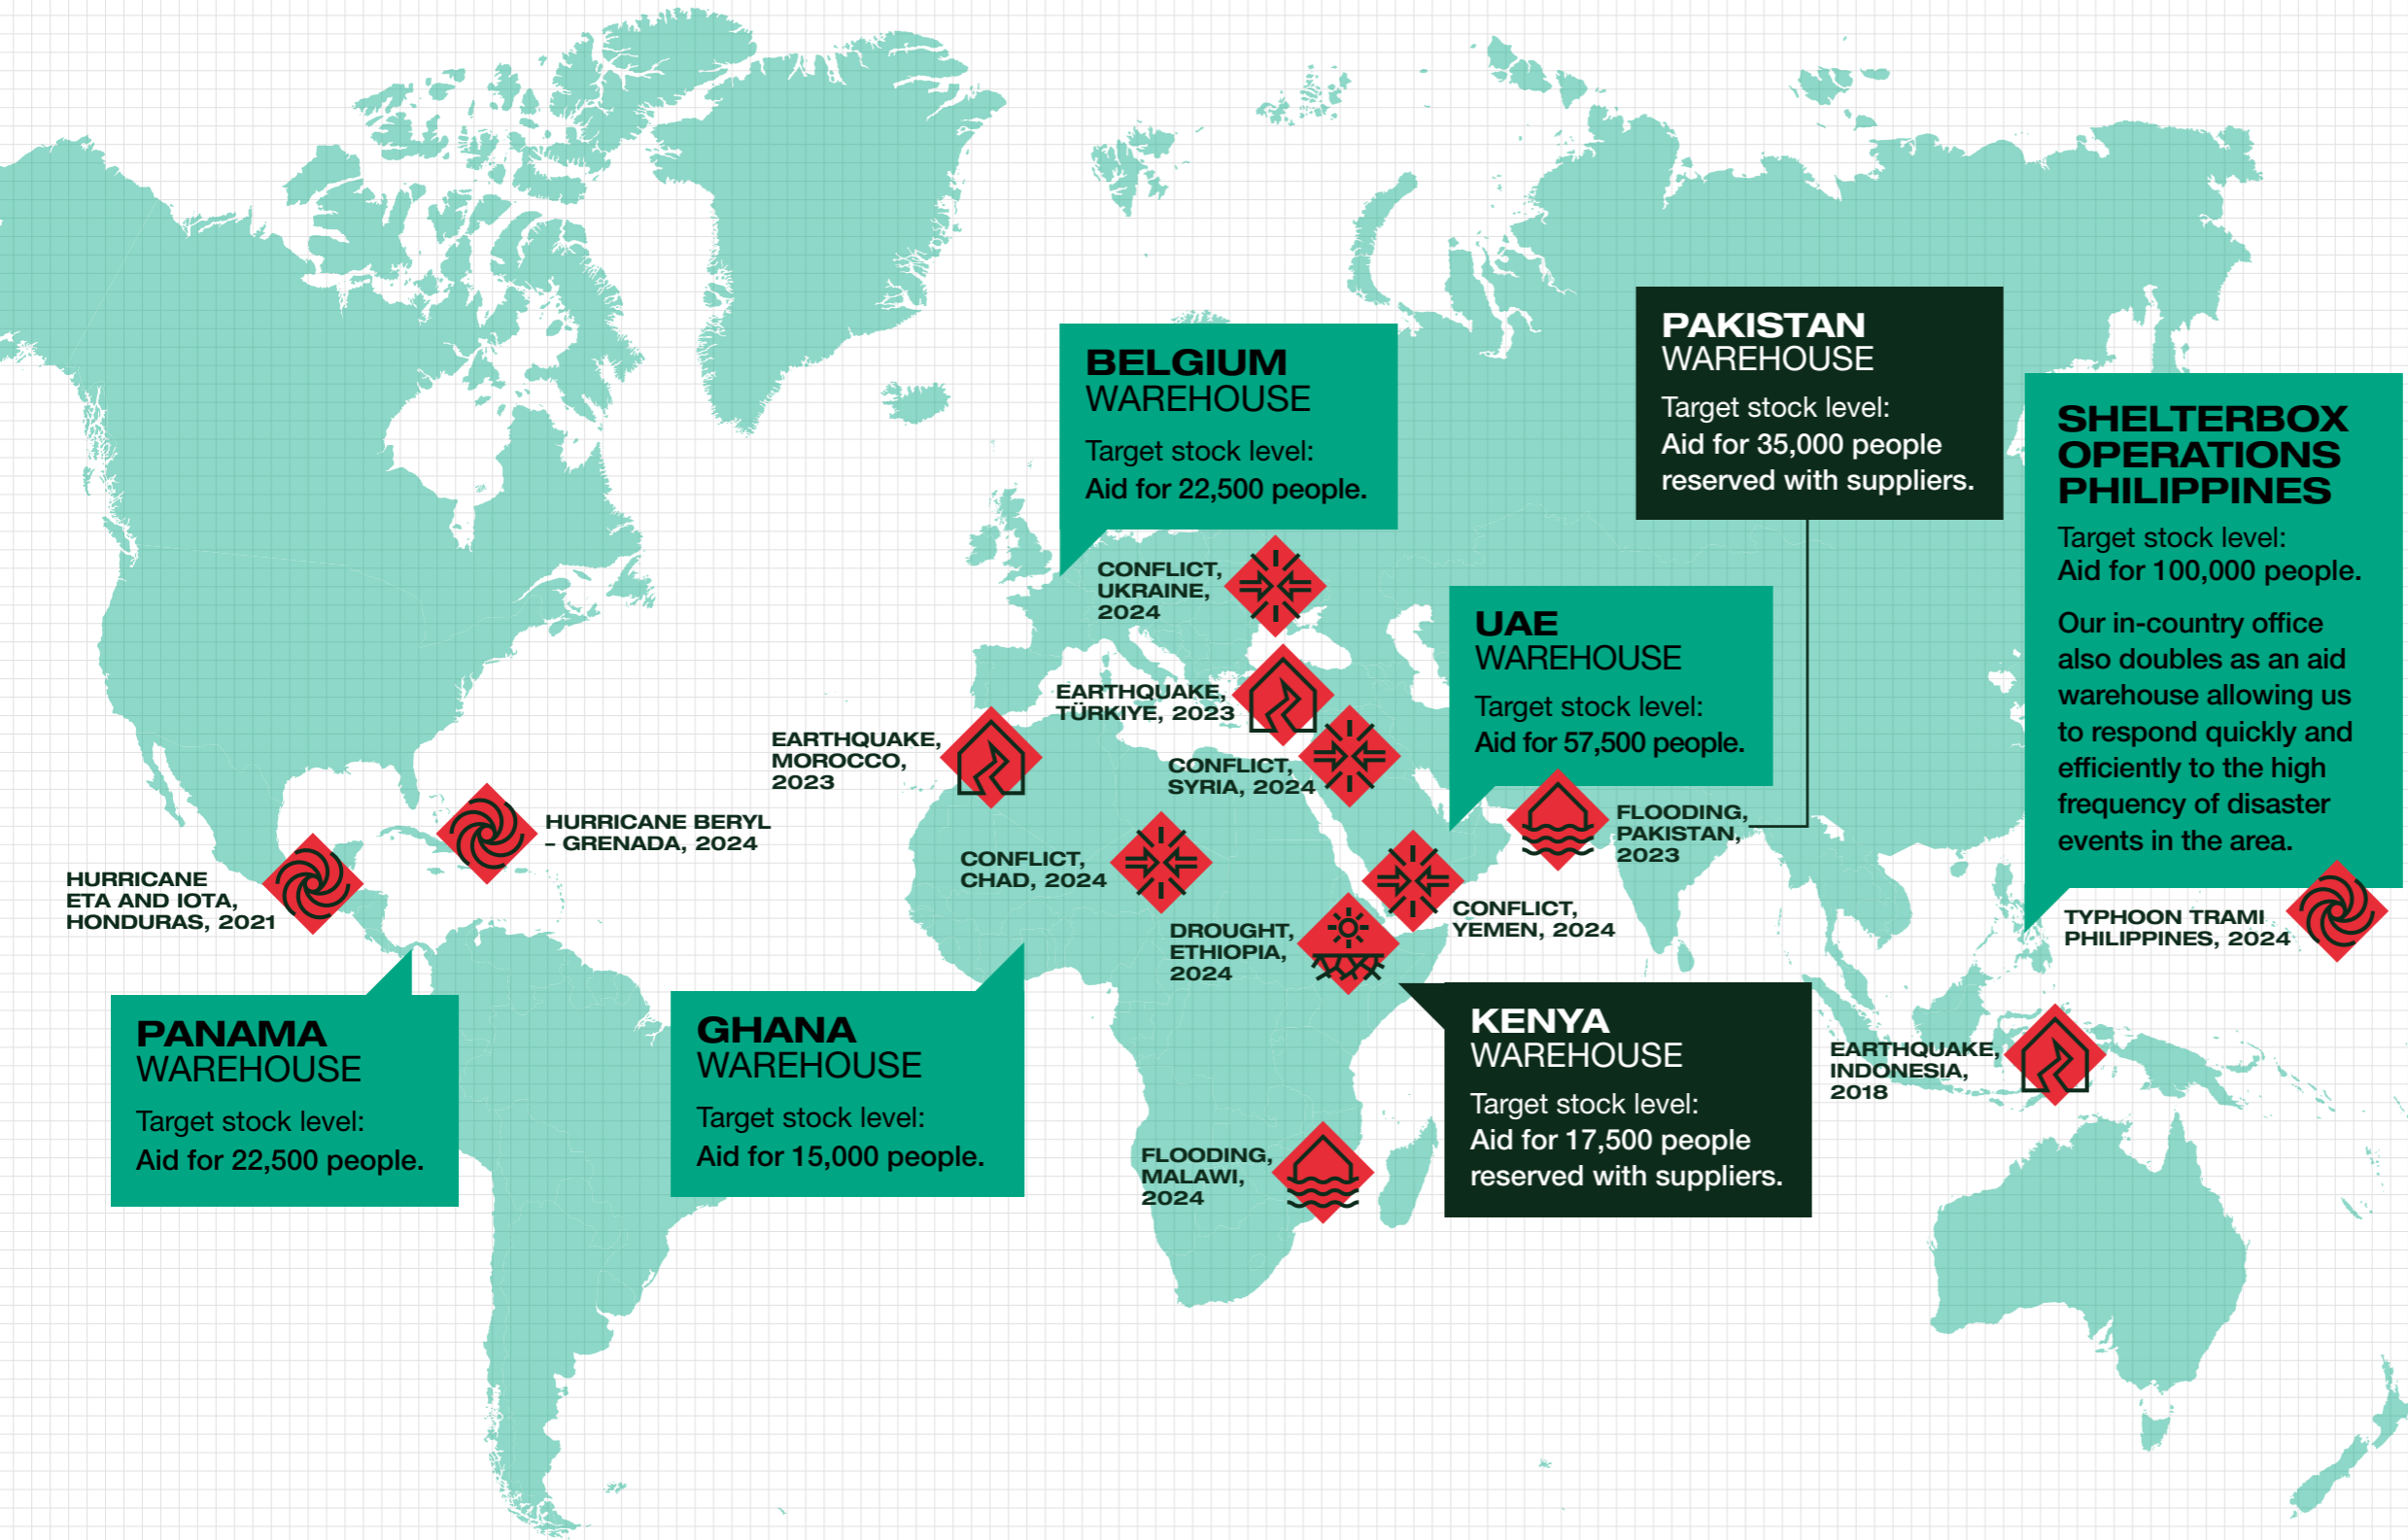 BELGIUM
WAREHOUSE
Target stock level:
Aid for 22,500 people.
PAKISTAN
WAREHOUSE
Target stock level:
Aid for 35,000 people
reserved with suppliers.
SHELTERBOX
OPERATIONS
PHILIPPINES
Target stock level:
Aid for 100,000 people.
Our in-country office
also doubles as an aid
warehouse allowing us
to respond quickly and
efficiently to the high
frequency of disaster
events in the area.
CONFLICT,
UKRAINE,
2024
UAE
WAREHOUSE
Target stock level:
Aid for 57,500 people.
EARTHQUAKE,
TÜRKIYE, 2023
EARTHQUAKE,
MOROCCO,
2023
CONFLICT,
SYRIA, 2024
HURRICANE BERYL
– GRENADA, 2024
FLOODING,
PAKISTAN,
2023
CONFLICT,
CHAD, 2024
HURRICANE
ETA AND IOTA,
HONDURAS, 2021
CONFLICT,
YEMEN, 2024
DROUGHT,
ETHIOPIA,
2024
TYPHOON TRAMI
PHILIPPINES, 2024
PANAMA
WAREHOUSE
Target stock level:
Aid for 22,500 people.
GHANA
WAREHOUSE
Target stock level:
Aid for 15,000 people.
KENYA
WAREHOUSE
Target stock level:
Aid for 17,500 people
reserved with suppliers.
EARTHQUAKE,
INDONESIA,
2018
FLOODING,
MALAWI,
2024